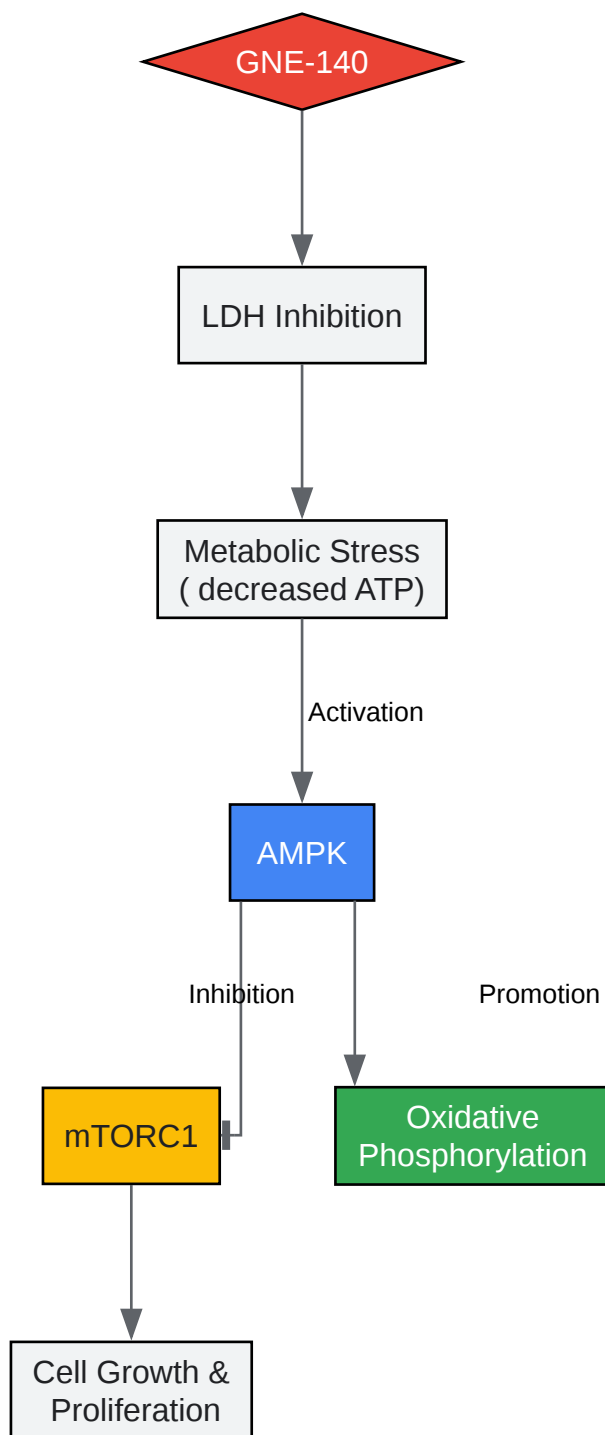 GNE-140
LDH Inhibition
Metabolic Stress
( decreased ATP)
Activation
AMPK
Inhibition
Promotion
mTORC1
Oxidative
Phosphorylation
Cell Growth &
Proliferation